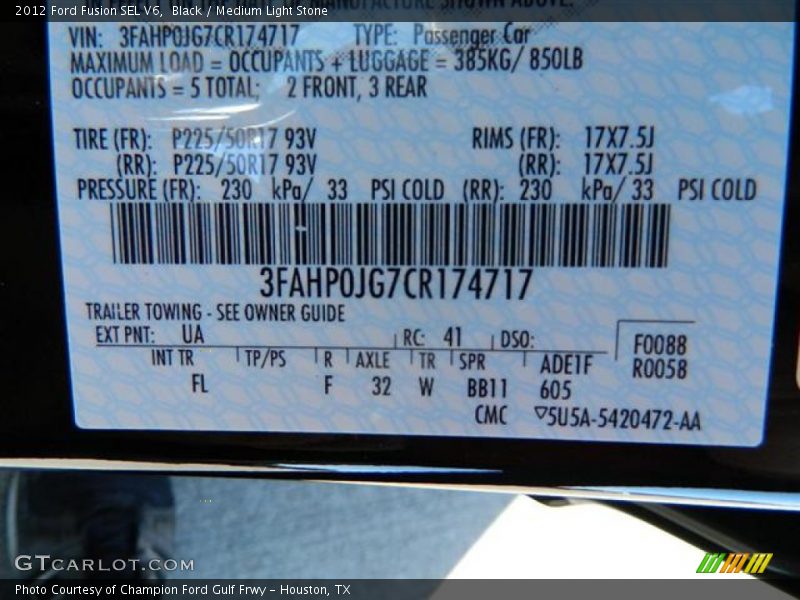 2012 Ford Fusion SEL V6, Black / Medium Light Stone
VIN: 3FAHP0JG7CR174717 TYPE: Passenger Car
MAXIMUM LOAD = OCCUPANTS + LUGGAGE = 385KG/ 850LB
OCCUPANTS = 5 TOTAL; 2 FRONT, 3 REAR
TIRE (FR): P225/50R17 93V RIMS (FR): 17X7.5J
(RR): P225/50R17 93V (RR): 17X7.5J
PRESSURE (FR): 230 kPa/ 33 PSI COLD (RR): 230 kPa/ 33 PSI COLD
3FAHP0JG7CR174717
TRAILER TOWING - SEE OWNER GUIDE
EXT PNT: UA RC: 41 DSO: F0088
INT TR TP/PS R AXLE TR SPR ADE1F R0058
FL F 32 W BB11 605
CMC ▽5U5A-5420472-AA
GTCARLOT.COM
Photo Courtesy of Champion Ford Gulf Frwy – Houston, TX